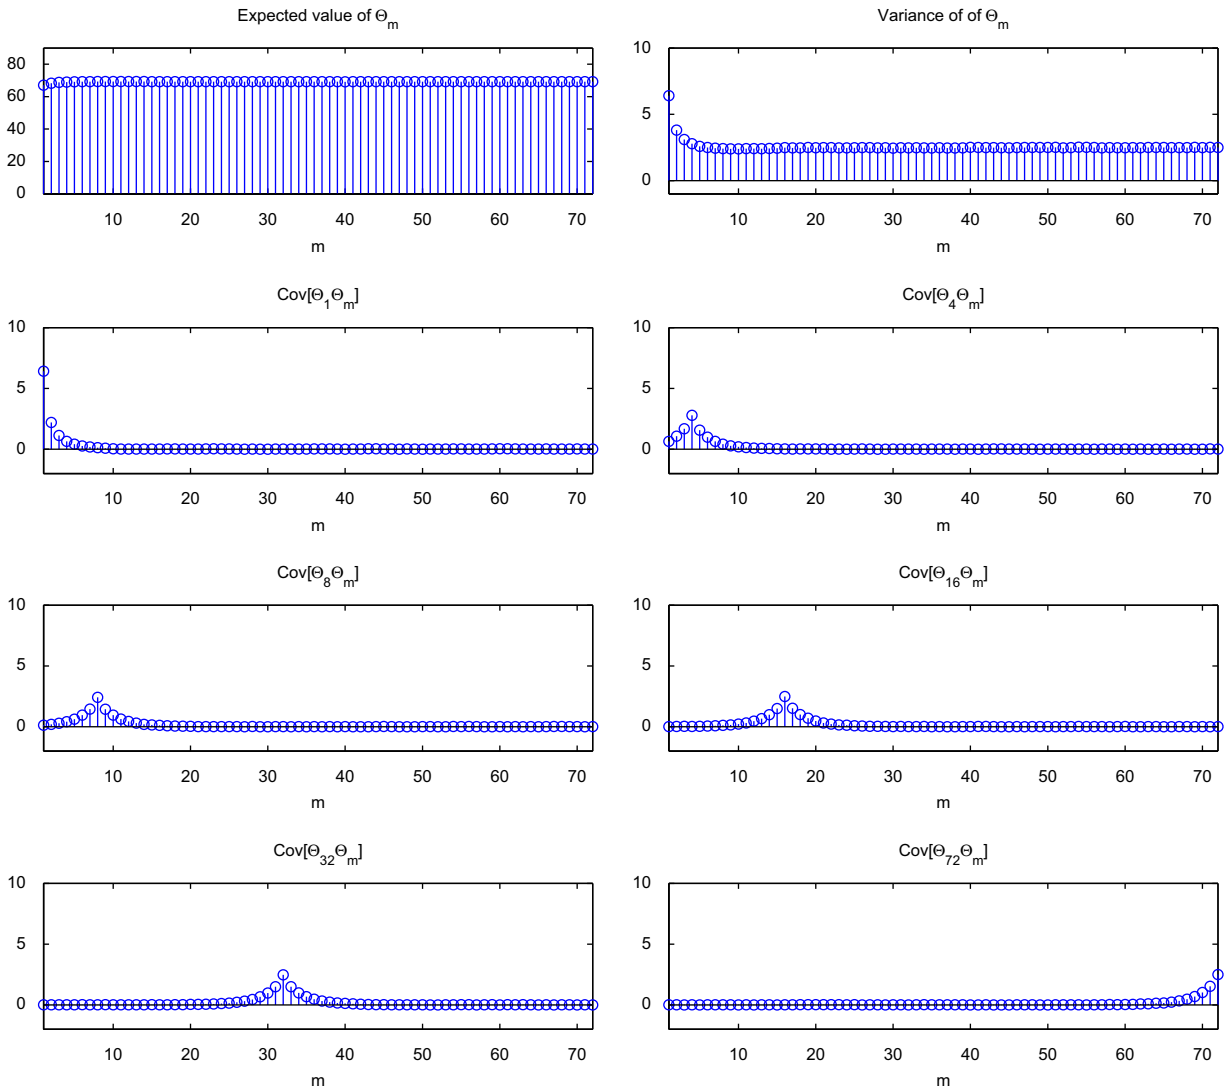 Expected value of Θm
80
60
40
20
0
10 20 30 40 50 60 70
m
Variance of of Θm
10
5
0
10 20 30 40 50 60 70
m
Cov[Θ1Θm]
10
5
0
10 20 30 40 50 60 70
m
Cov[Θ4Θm]
10
5
0
10 20 30 40 50 60 70
m
Cov[Θ8Θm]
10
5
0
10 20 30 40 50 60 70
m
Cov[Θ16Θm]
10
5
0
10 20 30 40 50 60 70
m
Cov[Θ32Θm]
10
5
0
10 20 30 40 50 60 70
m
Cov[Θ72Θm]
10
5
0
10 20 30 40 50 60 70
m